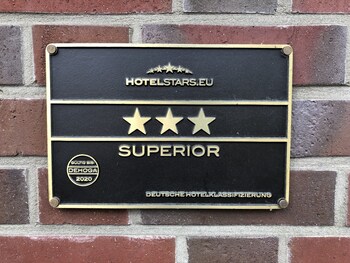 HOTELSTARS.EU
SUPERIOR
DEHOGA
2020
DEUTSCHE HOTELKLASSIFIZIERUNG